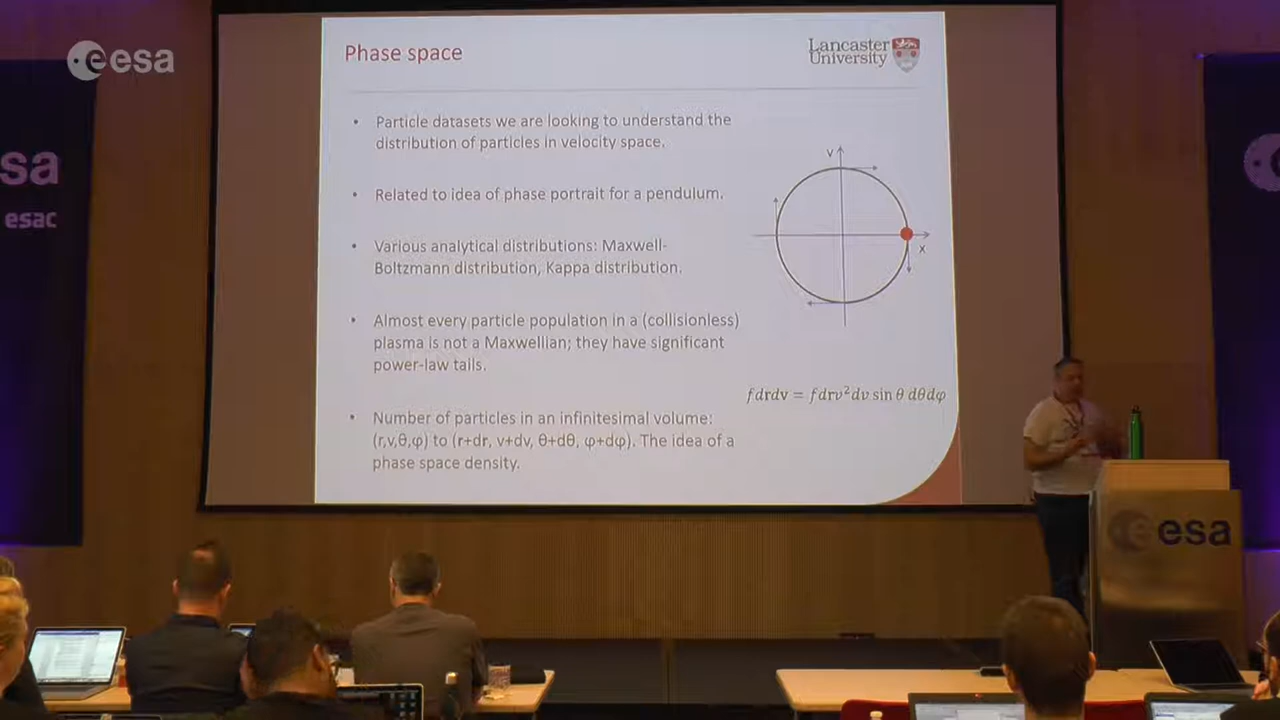 esa
sa
esac
Phase space
Lancaster
University
• Particle datasets we are looking to understand the
distribution of particles in velocity space.
• Related to idea of phase portrait for a pendulum.
• Various analytical distributions: Maxwell-
Boltzmann distribution, Kappa distribution.
• Almost every particle population in a (collisionless)
plasma is not a Maxwellian; they have significant
power-law tails.
• Number of particles in an infinitesimal volume:
(r,v,θ,φ) to (r+dr, v+dv, θ+dθ, φ+dφ). The idea of a
phase space density.
v
x
fdrdv = fdrv²dv sin θ dθdφ
esa